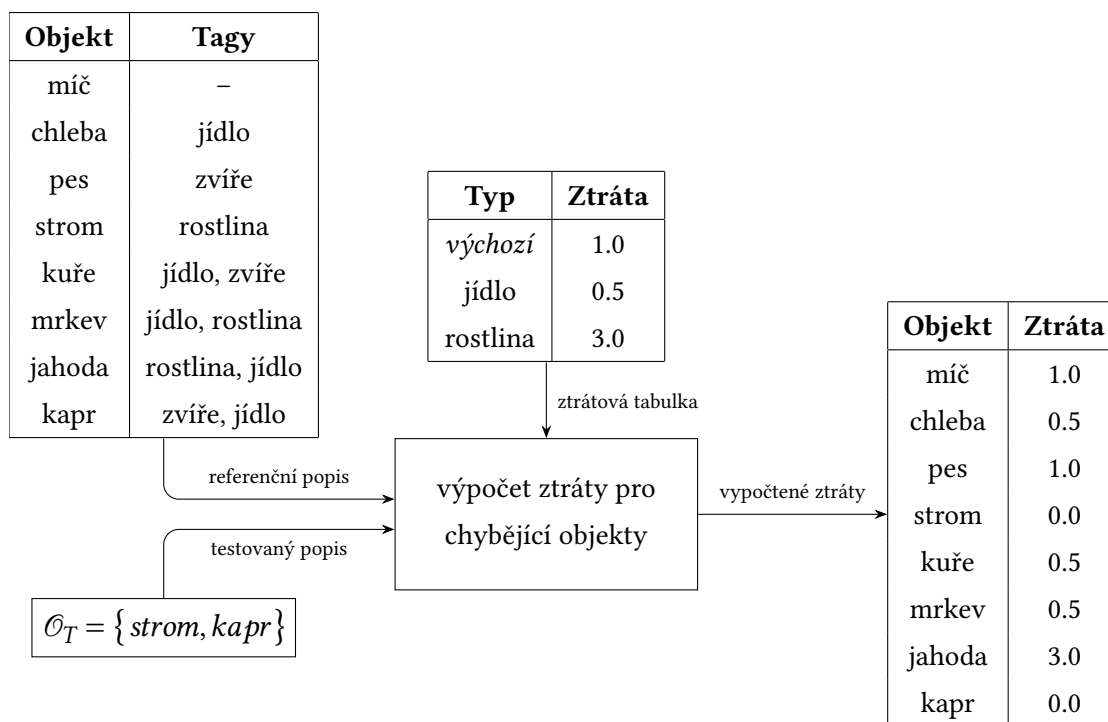 Objekt Tagy
míč –
chleba jídlo
pes zvíře
strom rostlina
kuře jídlo, zvíře
mrkev jídlo, rostlina
jahoda rostlina, jídlo
kapr zvíře, jídlo
Typ Ztráta
výchozí 1.0
jídlo 0.5
rostlina 3.0
ztrátová tabulka
referenční popis
testovaný popis
𝒪_T = {strom, kapr}
výpočet ztráty pro
chybějící objekty
vypočtené ztráty
Objekt Ztráta
míč 1.0
chleba 0.5
pes 1.0
strom 0.0
kuře 0.5
mrkev 0.5
jahoda 3.0
kapr 0.0